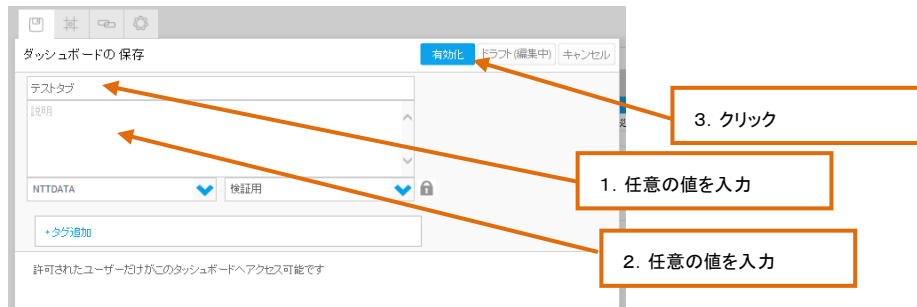 ダッシュボードの保存
有効化
ドラフト(編集中)
キャンセル
テストタブ
説明
NTTDATA
検証用
+タグ追加
許可されたユーザーだけがこのダッシュボードへアクセス可能です
3．クリック
1．任意の値を入力
2．任意の値を入力